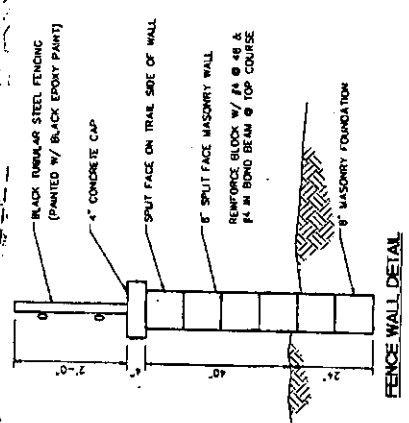 BLACK TUBULAR STEEL FENCING
(PAINTED W/ BLACK EPOXY PAINT)
4" CONCRETE CAP
SPLIT FACE ON TRAIL SIDE OF WALL
6" SPLIT FACE MASONRY WALL
REINFORCE BLOCK W/ #4 @ 48 &
#4 IN BOND BEAM @ TOP COURSE
8" MASONRY FOUNDATION
2'-0"
4"
40"
24"
FENCE WALL DETAIL